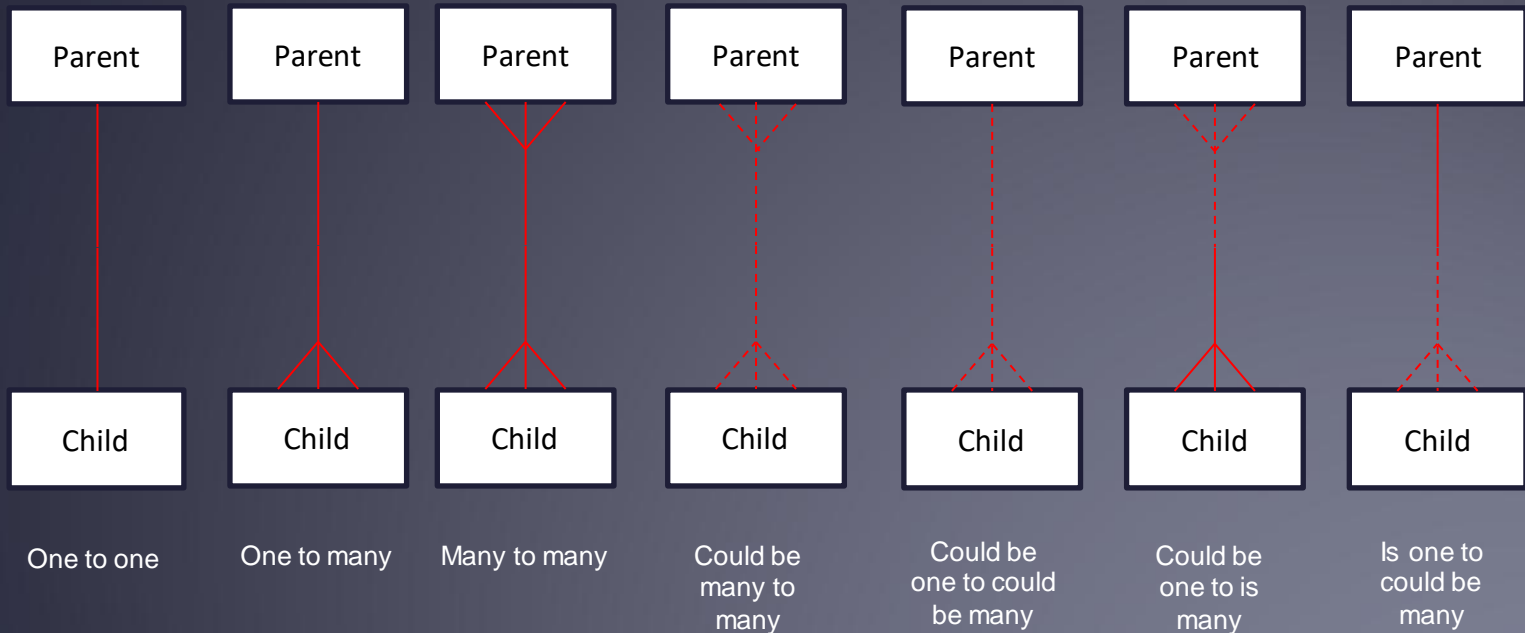 Parent Parent Parent Parent Parent Parent Parent
Child Child Child Child Child Child Child
One to one
One to many
Many to many
Could be
many to
many
Could be
one to could
be many
Could be
one to is
many
Is one to
could be
many